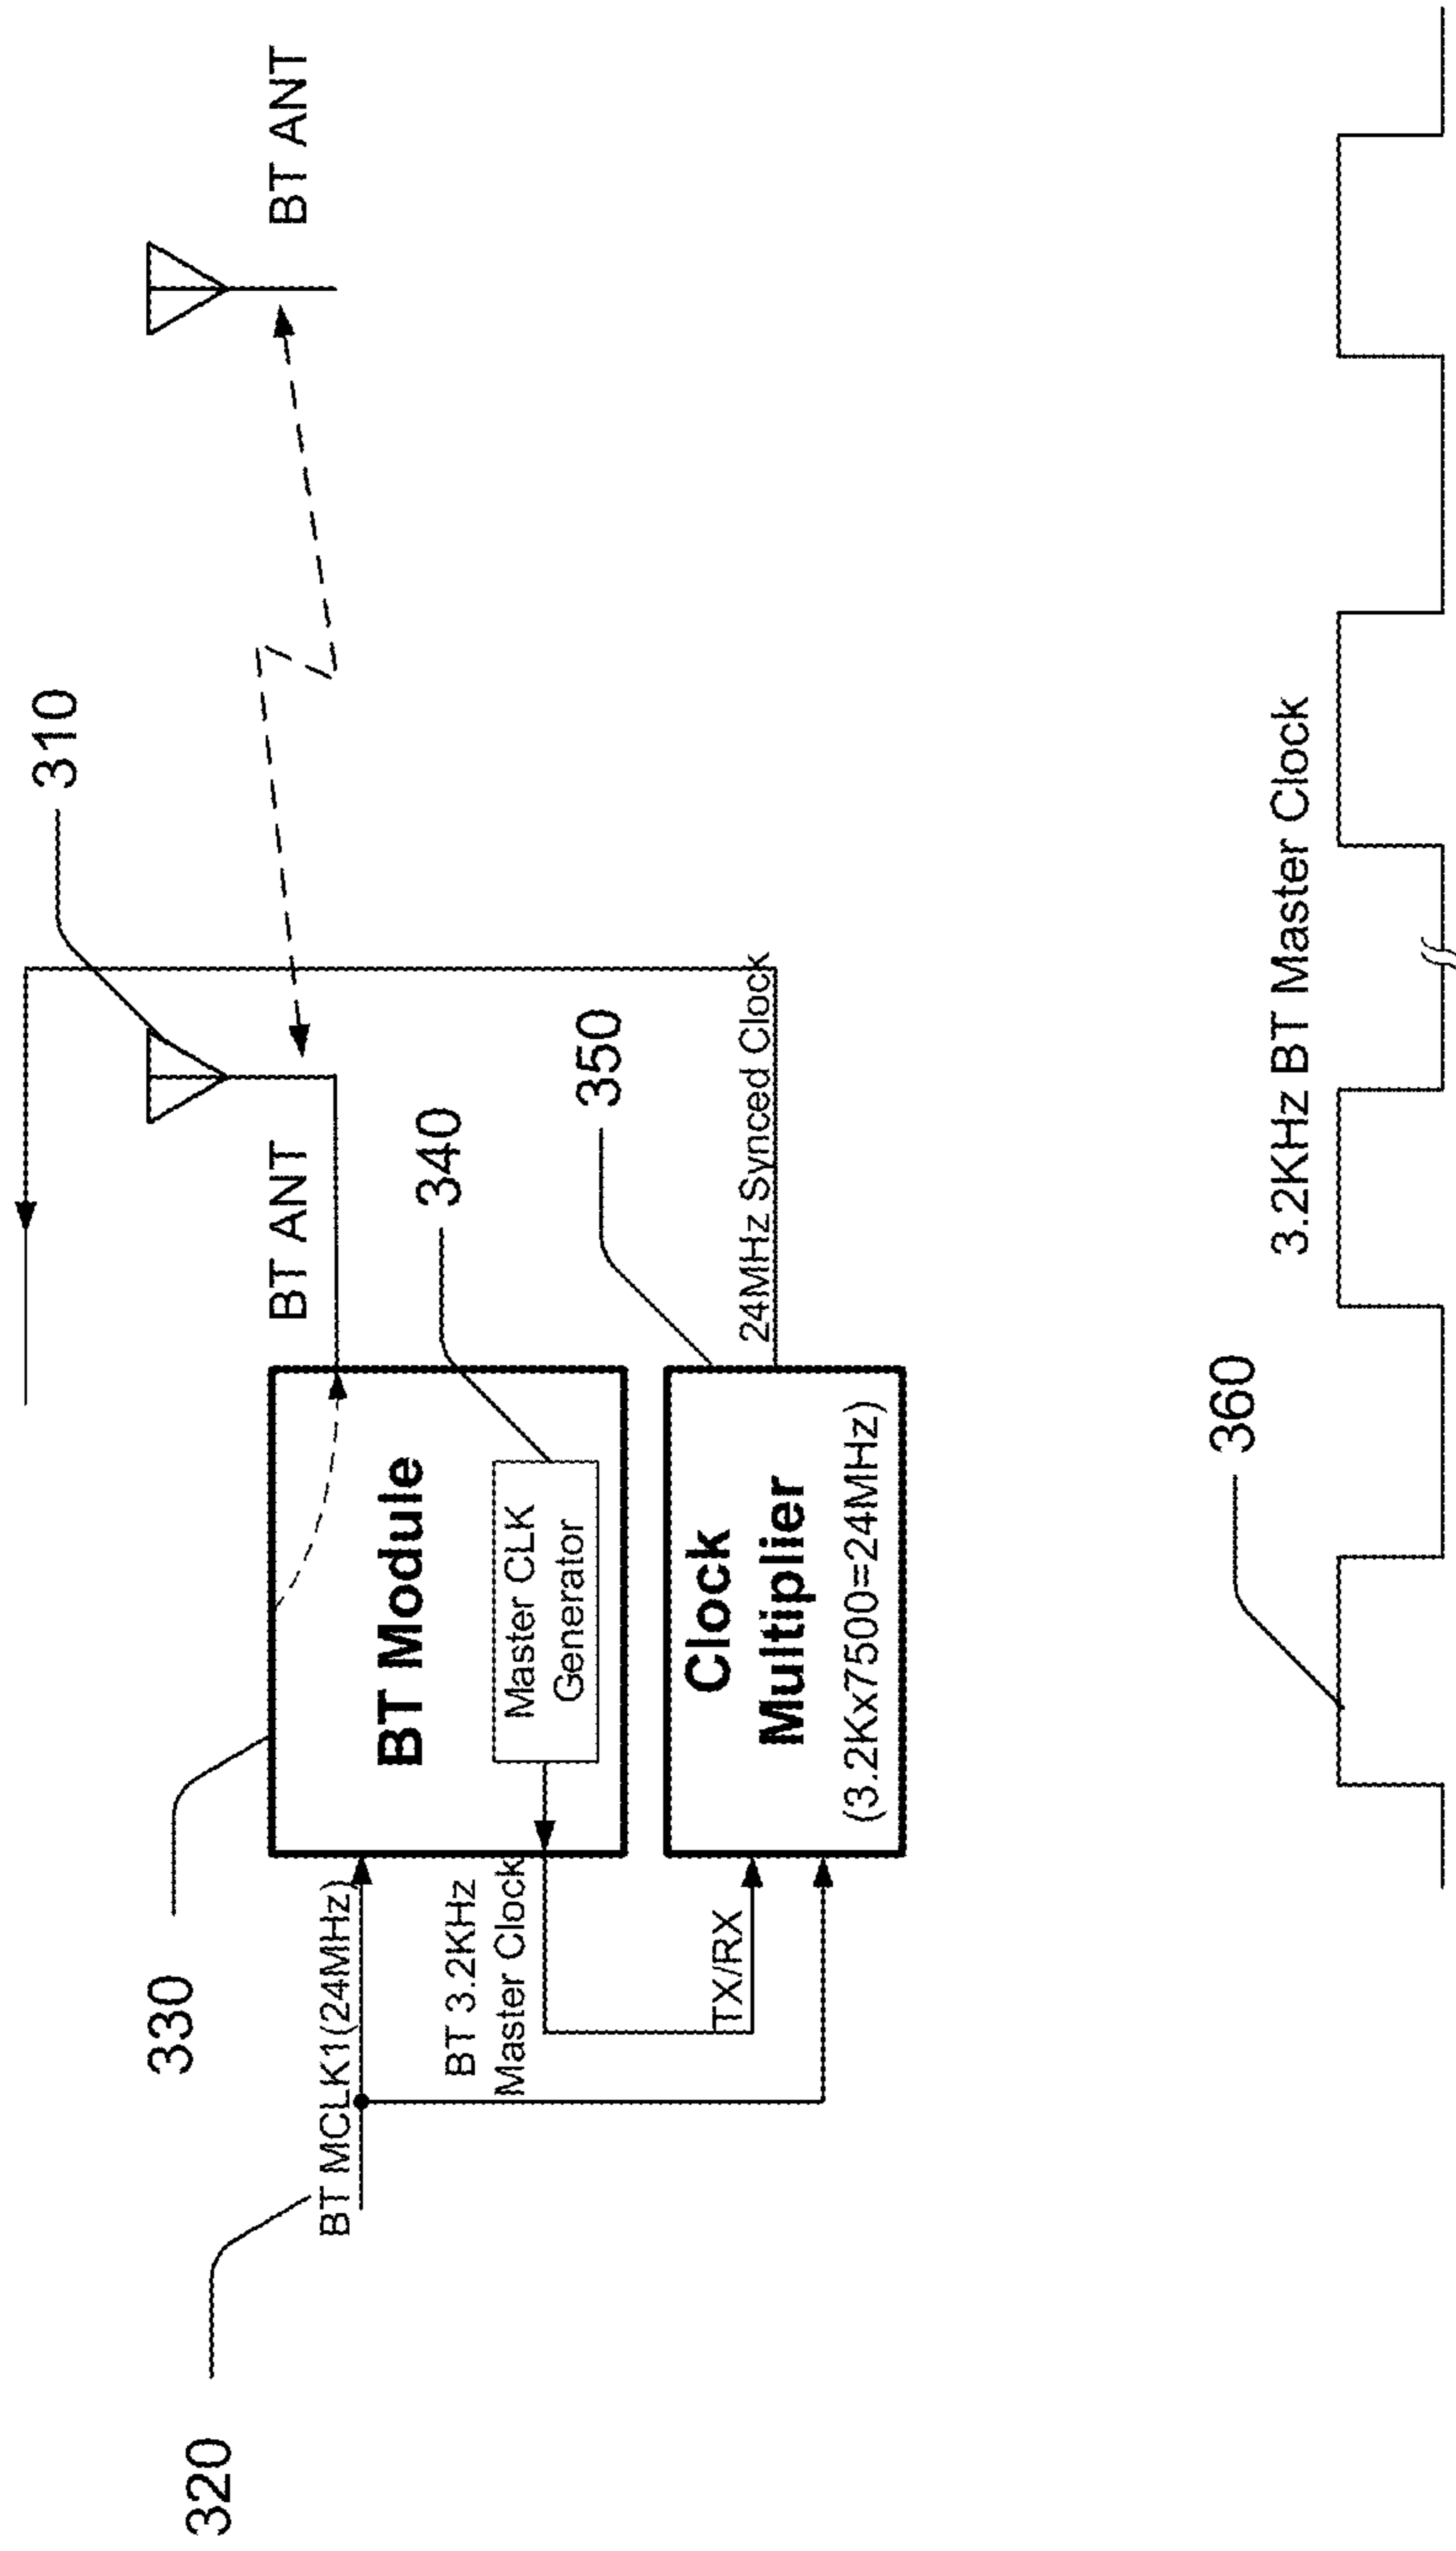 320
BT MCLK1(24MHz)
330
BT 3.2KHz
Master Clock
TX/RX
BT Module
Master CLK
Generator
340
Clock
Multiplier
(3.2Kx7500=24MHz)
350
24MHz Synced Clock
BT ANT
310
BT ANT
360
3.2KHz BT Master Clock